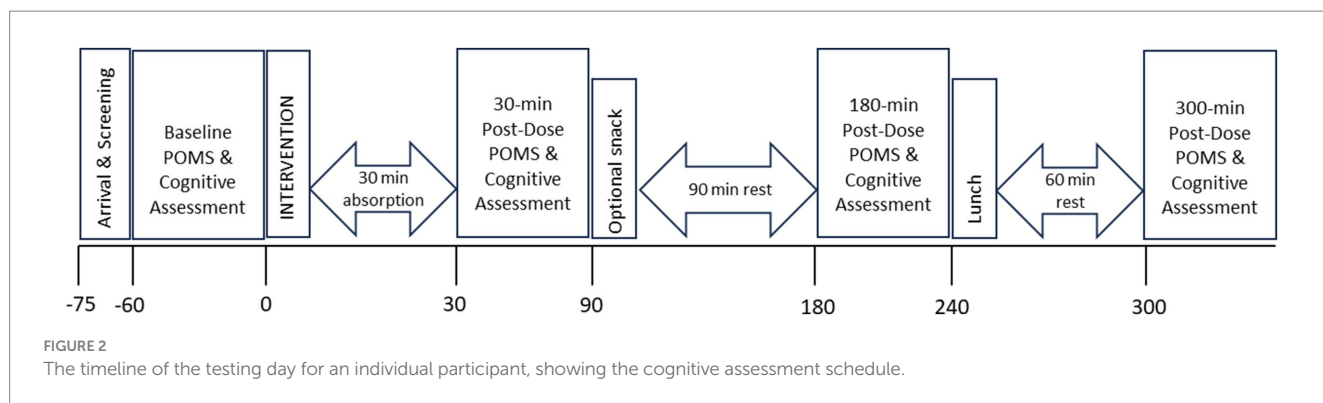 Arrival & Screening
Baseline
POMS &
Cognitive
Assessment
INTERVENTION
30 min
absorption
30-min
Post-Dose
POMS &
Cognitive
Assessment
Optional snack
90 min rest
180-min
Post-Dose
POMS &
Cognitive
Assessment
Lunch
60 min
rest
300-min
Post-Dose
POMS &
Cognitive
Assessment
-75 -60 0 30 90 180 240 300
FIGURE 2
The timeline of the testing day for an individual participant, showing the cognitive assessment schedule.